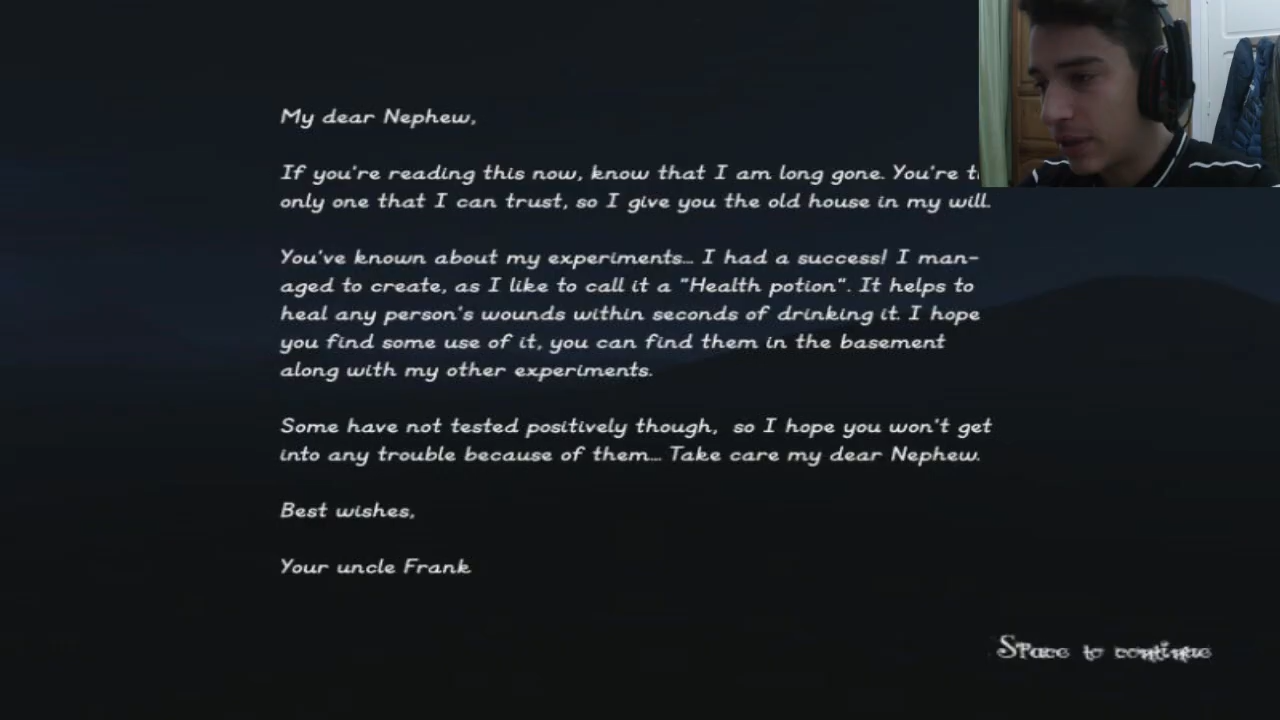 My dear Nephew,
If you're reading this now, know that I am long gone. You're
only one that I can trust, so I give you the old house in my will.
You've known about my experiments... I had a success! I man-
aged to create, as I like to call it a "Health potion". It helps to
heal any person's wounds within seconds of drinking it. I hope
you find some use of it, you can find them in the basement
along with my other experiments.
Some have not tested positively though, so I hope you won't get
into any trouble because of them... Take care my dear Nephew.
Best wishes,
Your uncle Frank
Space to continue